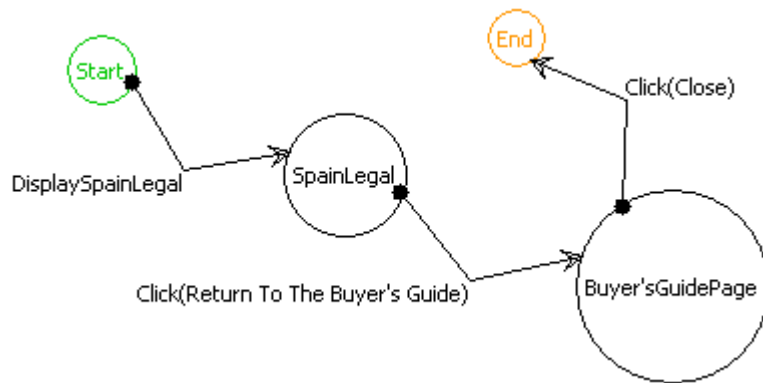 Start
End
Click(Close)
DisplaySpainLegal
SpainLegal
Click(Return To The Buyer's Guide)
Buyer'sGuidePage